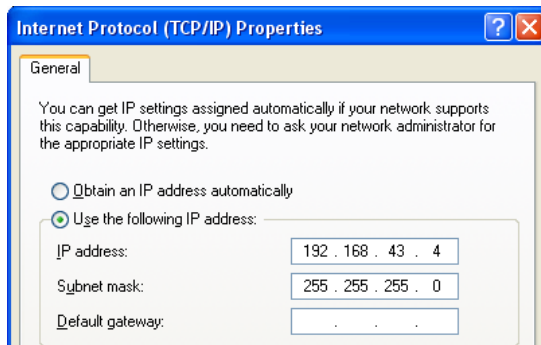 Internet Protocol (TCP/IP) Properties
General
You can get IP settings assigned automatically if your network supports
this capability. Otherwise, you need to ask your network administrator for
the appropriate IP settings.
Obtain an IP address automatically
Use the following IP address:
IP address: 192 . 168 . 43 . 4
Subnet mask: 255 . 255 . 255 . 0
Default gateway: . . .